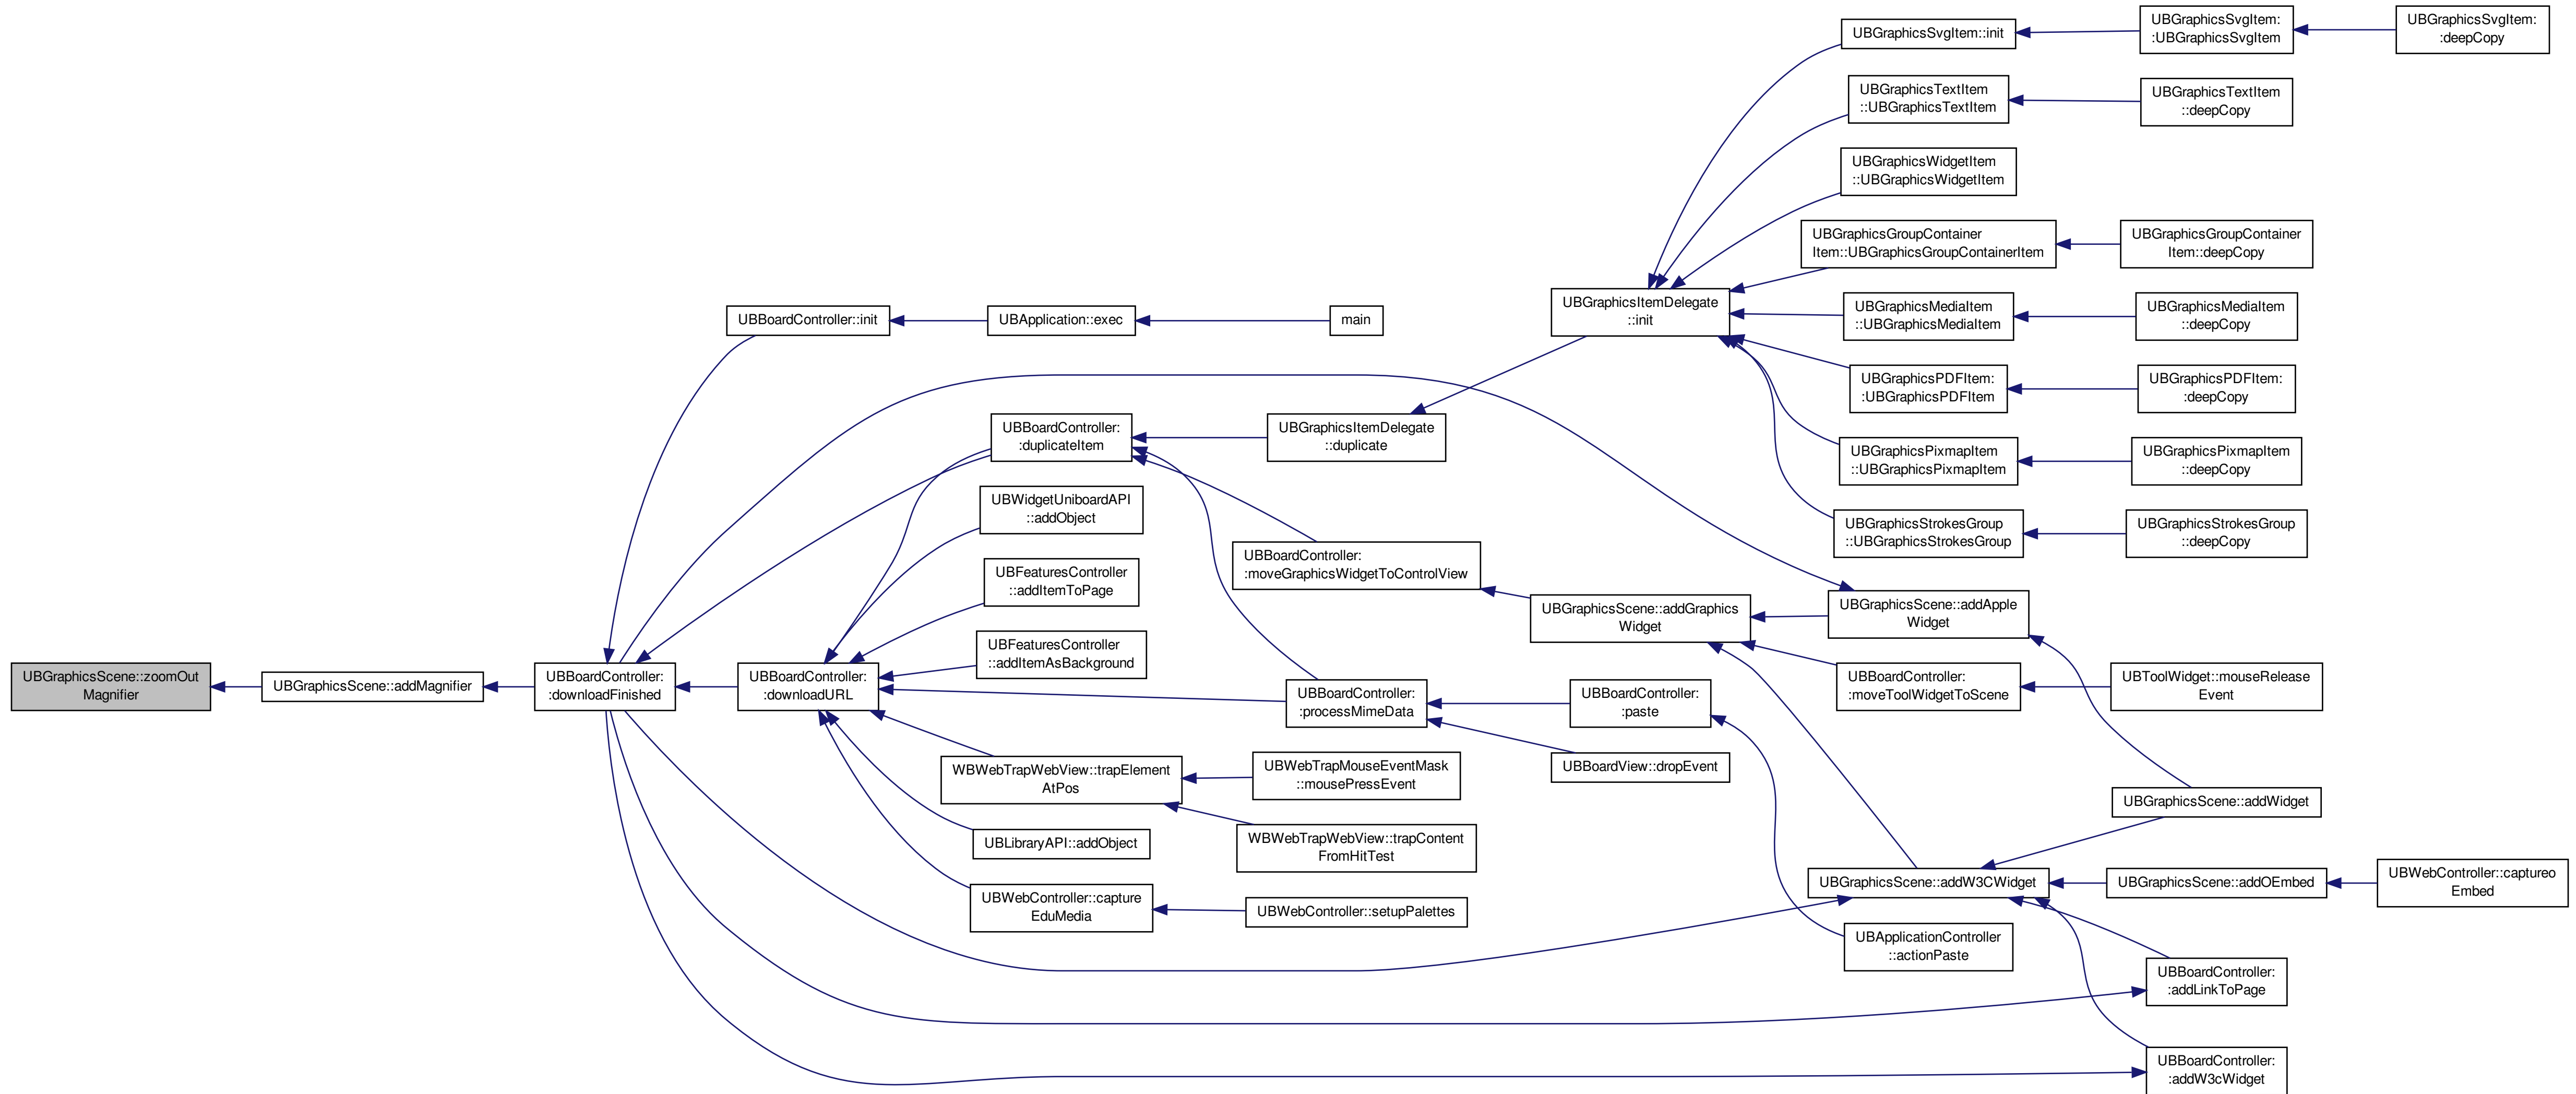 UBGraphicsScene::zoomOut
Magnifier
UBGraphicsScene::addMagnifier
UBBoardController:
:downloadFinished
UBBoardController::init
UBApplication::exec
main
UBBoardController:
:duplicateItem
UBGraphicsItemDelegate
::duplicate
UBGraphicsItemDelegate
::init
UBGraphicsSvgItem::init
UBGraphicsSvgItem:
:UBGraphicsSvgItem
UBGraphicsSvgItem:
:deepCopy
UBGraphicsTextItem
::UBGraphicsTextItem
UBGraphicsTextItem
::deepCopy
UBGraphicsWidgetItem
::UBGraphicsWidgetItem
UBGraphicsGroupContainer
Item::UBGraphicsGroupContainerItem
UBGraphicsGroupContainer
Item::deepCopy
UBGraphicsMediaItem
::UBGraphicsMediaItem
UBGraphicsMediaItem
::deepCopy
UBGraphicsPDFItem:
:UBGraphicsPDFItem
UBGraphicsPDFItem:
:deepCopy
UBGraphicsPixmapItem
::UBGraphicsPixmapItem
UBGraphicsPixmapItem
::deepCopy
UBGraphicsStrokesGroup
::UBGraphicsStrokesGroup
UBGraphicsStrokesGroup
::deepCopy
UBWidgetUniboardAPI
::addObject
UBFeaturesController
::addItemToPage
UBFeaturesController
::addItemAsBackground
UBBoardController:
:downloadURL
UBBoardController:
:moveGraphicsWidgetToControlView
UBGraphicsScene::addGraphics
Widget
UBGraphicsScene::addApple
Widget
UBBoardController:
:moveToolWidgetToScene
UBToolWidget::mouseRelease
Event
UBBoardController:
:processMimeData
UBBoardController:
:paste
UBBoardView::dropEvent
WBWebTrapWebView::trapElement
AtPos
UBWebTrapMouseEventMask
::mousePressEvent
WBWebTrapWebView::trapContent
FromHitTest
UBLibraryAPI::addObject
UBWebController::capture
EduMedia
UBWebController::setupPalettes
UBGraphicsScene::addWidget
UBGraphicsScene::addW3CWidget
UBGraphicsScene::addOEmbed
UBWebController::captureo
Embed
UBApplicationController
::actionPaste
UBBoardController:
:addLinkToPage
UBBoardController:
:addW3cWidget